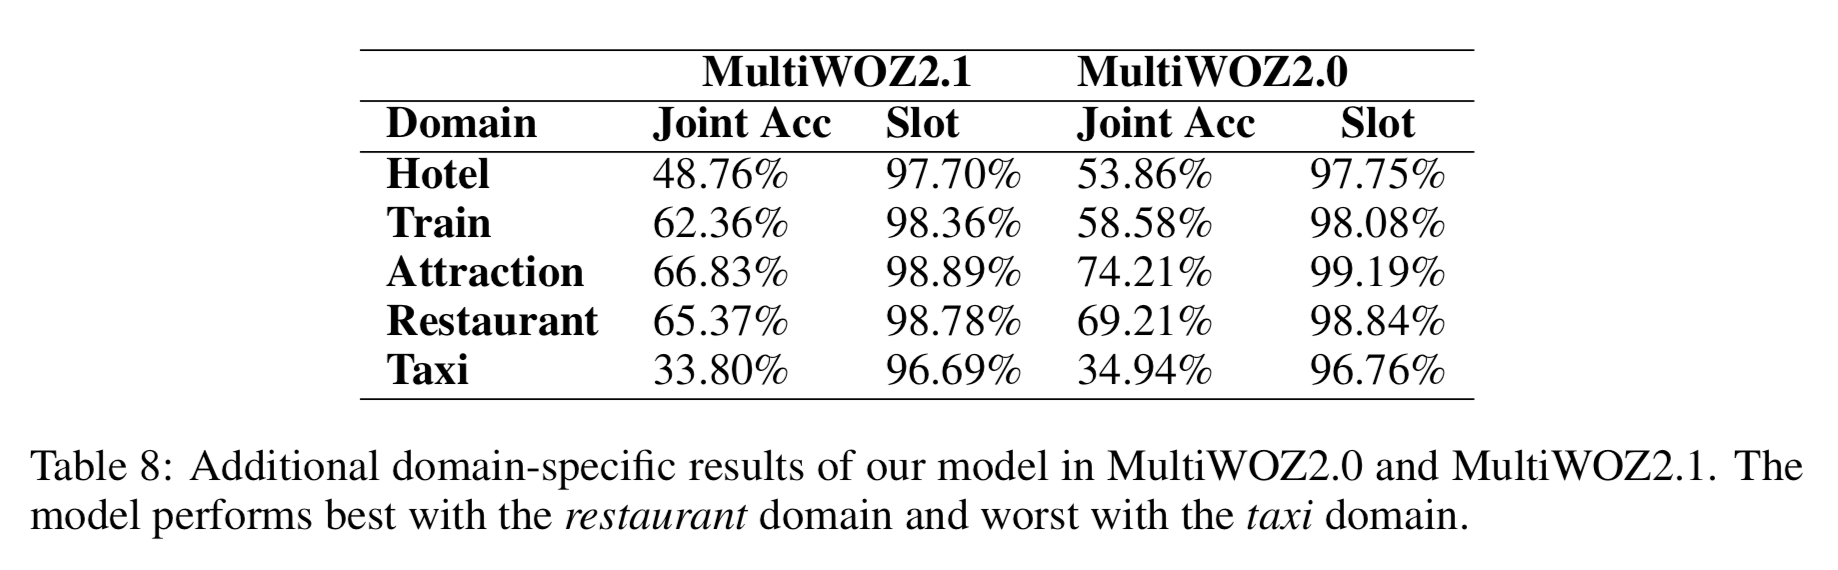 MultiWOZ2.1 MultiWOZ2.0
Domain Joint Acc Slot Joint Acc Slot
Hotel 48.76% 97.70% 53.86% 97.75%
Train 62.36% 98.36% 58.58% 98.08%
Attraction 66.83% 98.89% 74.21% 99.19%
Restaurant 65.37% 98.78% 69.21% 98.84%
Taxi 33.80% 96.69% 34.94% 96.76%
Table 8: Additional domain-specific results of our model in MultiWOZ2.0 and MultiWOZ2.1. The
model performs best with the restaurant domain and worst with the taxi domain.